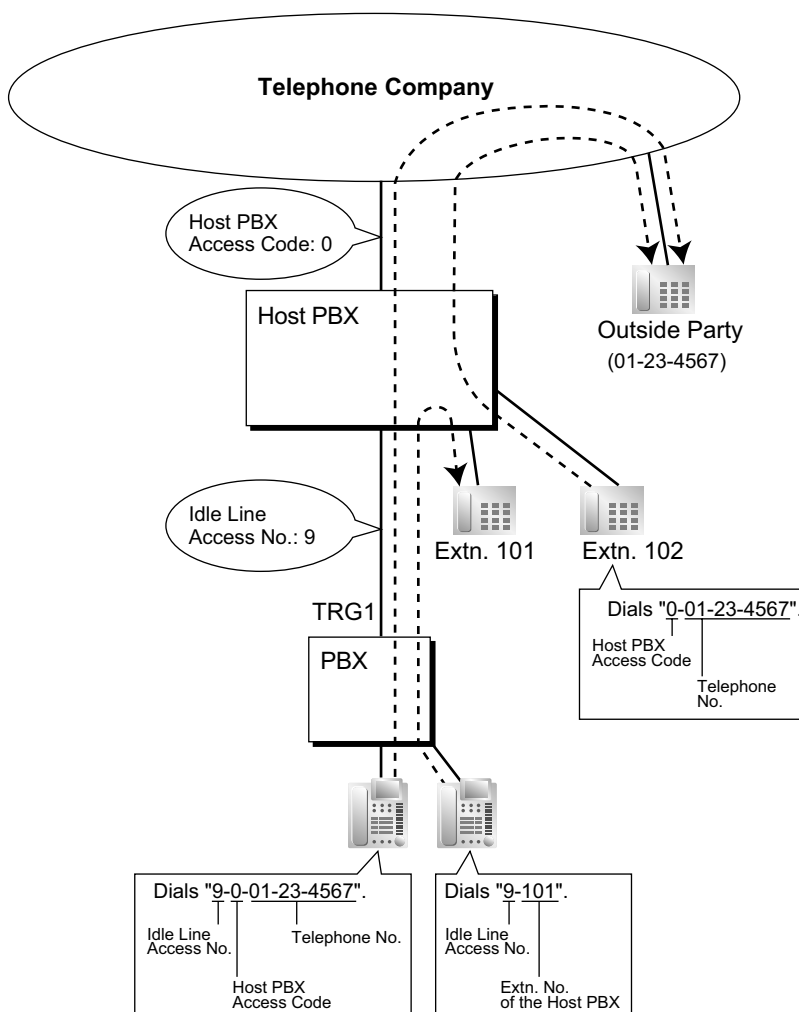 Telephone Company
Host PBX
Access Code: 0
Host PBX
Outside Party
(01-23-4567)
Idle Line
Access No.: 9
Extn. 101
Extn. 102
TRG1
PBX
Dials "0-01-23-4567".
Host PBX
Access Code
Telephone
No.
Dials "9-0-01-23-4567".
Idle Line
Access No.
Telephone No.
Host PBX
Access Code
Dials "9-101".
Idle Line
Access No.
Extn. No.
of the Host PBX